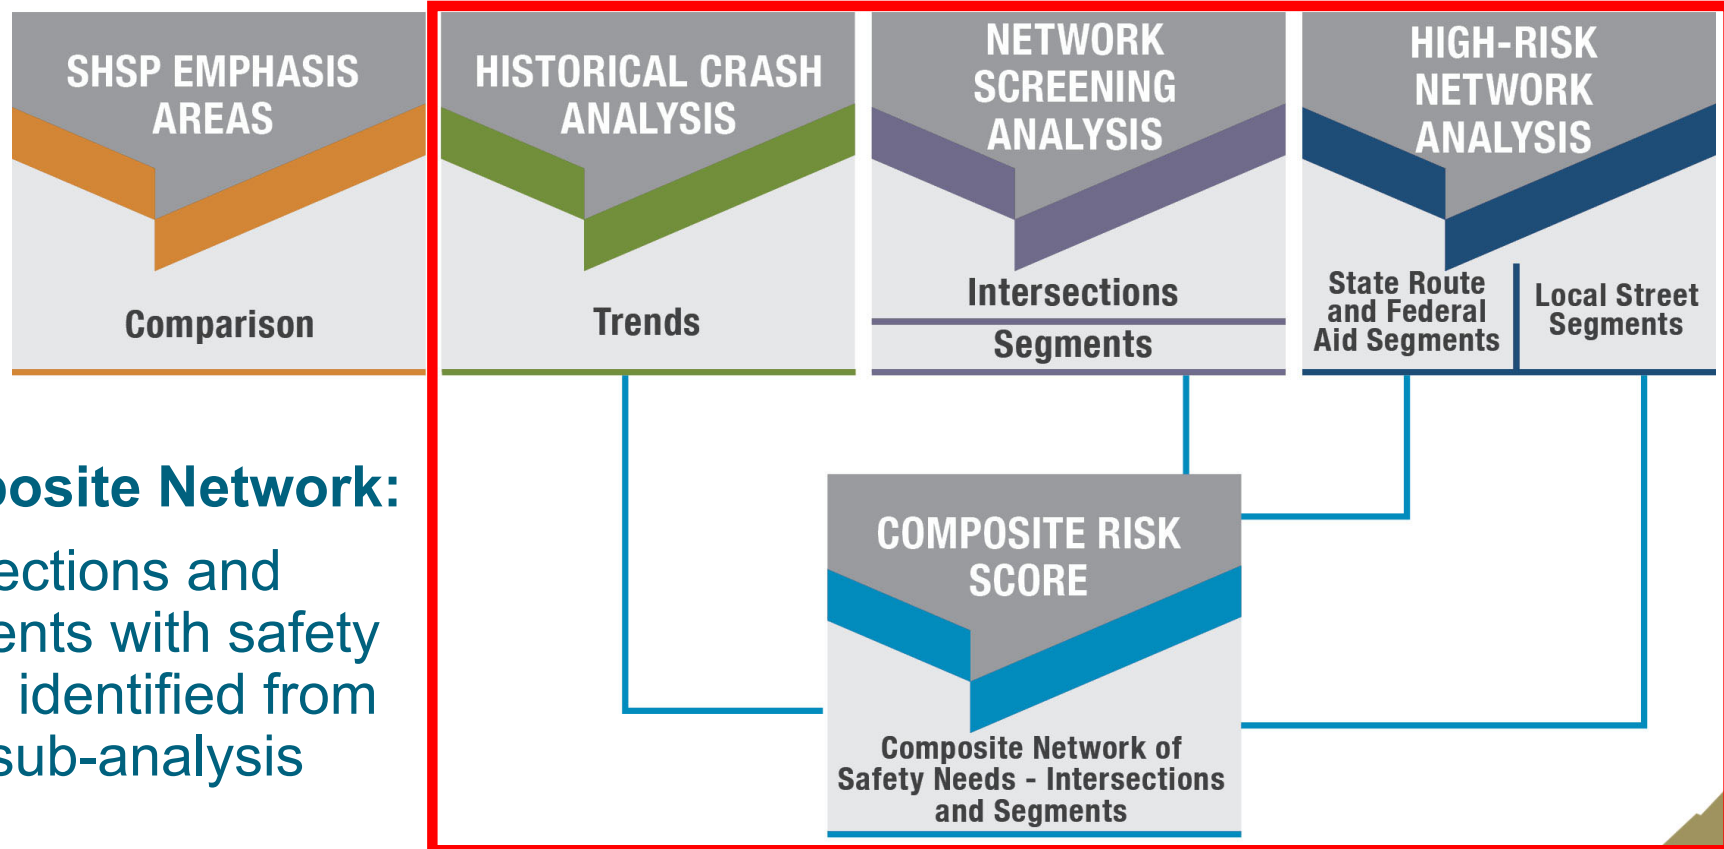 SHSP EMPHASIS
AREAS
Comparison
HISTORICAL CRASH
ANALYSIS
Trends
NETWORK
SCREENING
ANALYSIS
Intersections
Segments
HIGH-RISK
NETWORK
ANALYSIS
State Route
and Federal
Aid Segments
Local Street
Segments
posite Network:
ections and
ents with safety
identified from
sub-analysis
COMPOSITE RISK
SCORE
Composite Network of
Safety Needs - Intersections
and Segments